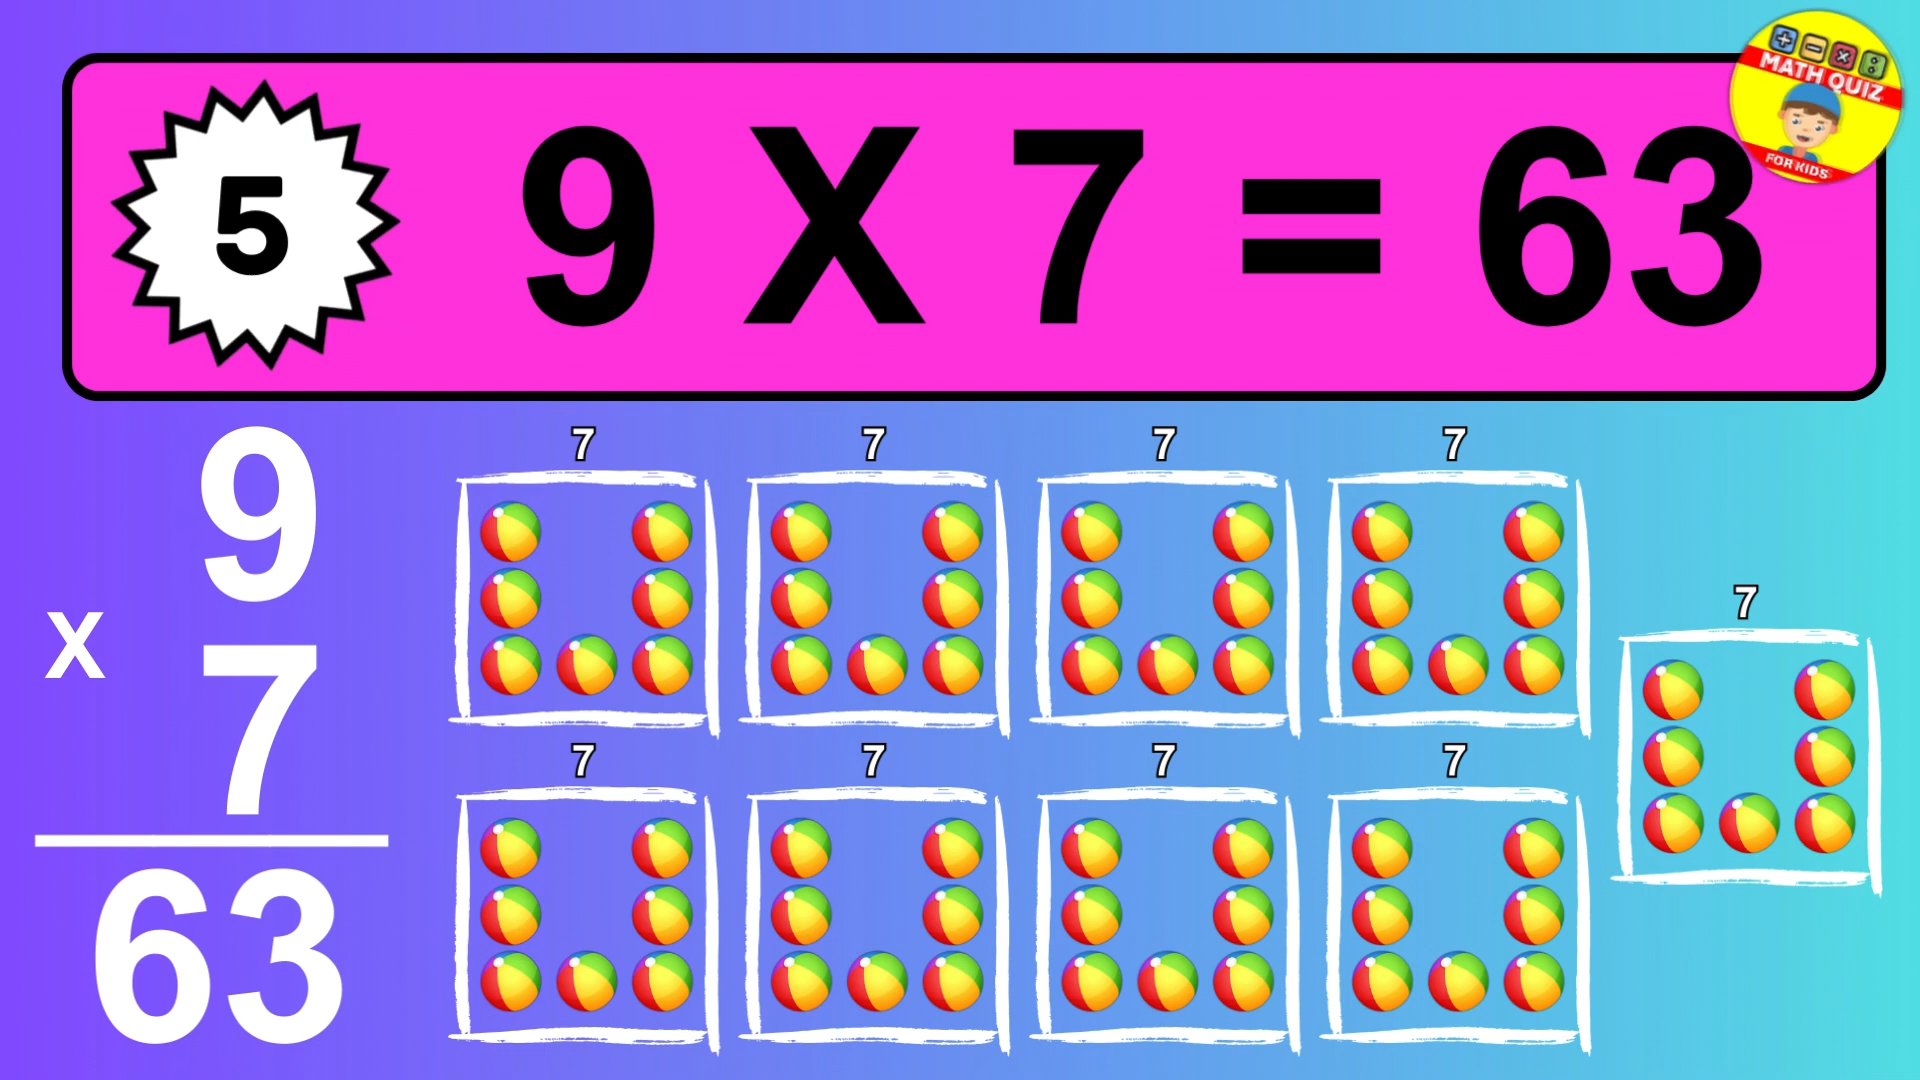 5
9 X 7 = 63
+ − × ÷
MATH QUIZ
FOR KIDS
9
x
7
63
7 7 7 7
7
7 7 7 7